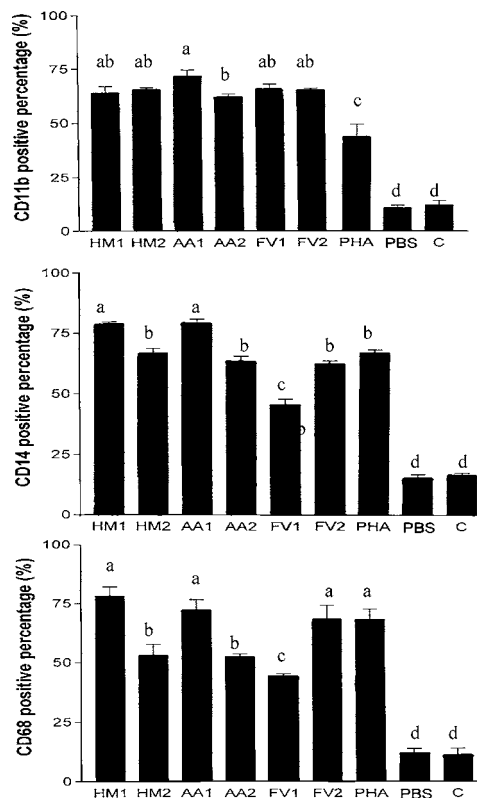 CD11b positive percentage (%)
100
75
50
25
0
ab ab a b ab ab c d d
HM1 HM2 AA1 AA2 FV1 FV2 PHA PBS C
CD14 positive percentage (%)
100
75
50
25
0
a b a b c b b d d
b
HM1 HM2 AA1 AA2 FV1 FV2 PHA PBS C
CD68 positive percentage (%)
100
75
50
25
0
a b a b c a a d d
HM1 HM2 AA1 AA2 FV1 FV2 PHA PBS C